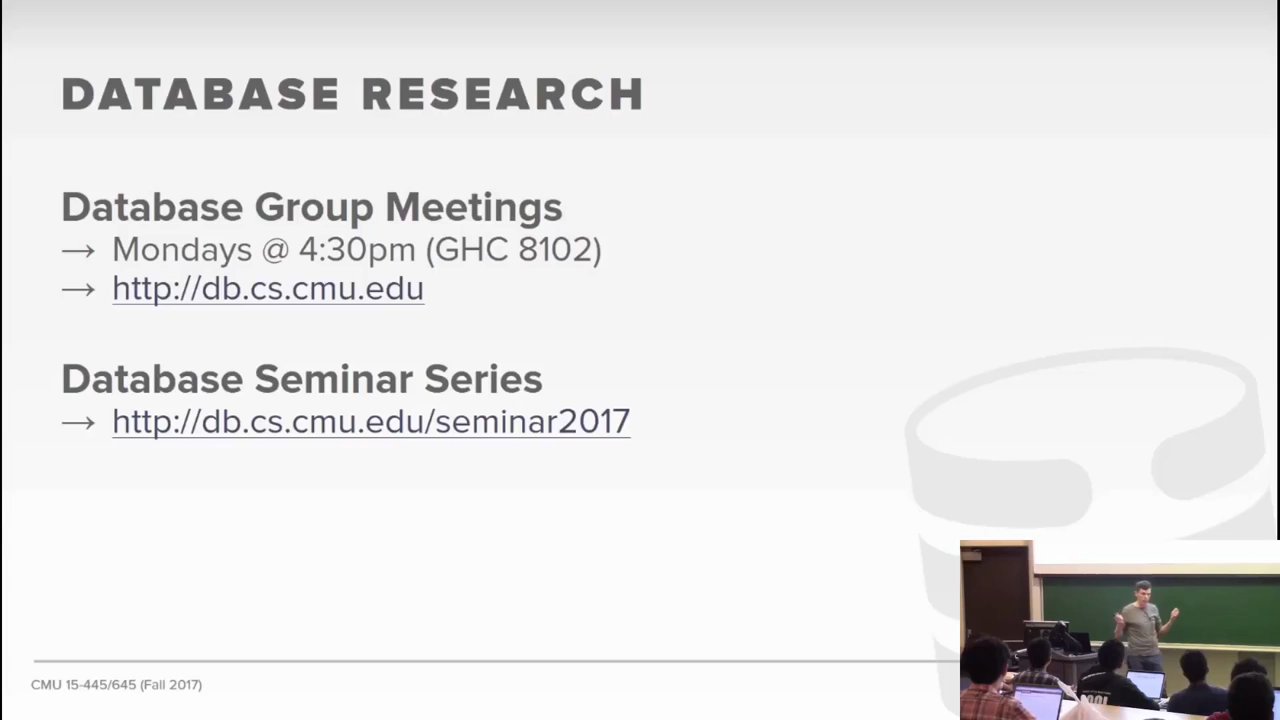 DATABASE RESEARCH
Database Group Meetings
→ Mondays @ 4:30pm (GHC 8102)
→ http://db.cs.cmu.edu
Database Seminar Series
→ http://db.cs.cmu.edu/seminar2017
CMU 15-445/645 (Fall 2017)